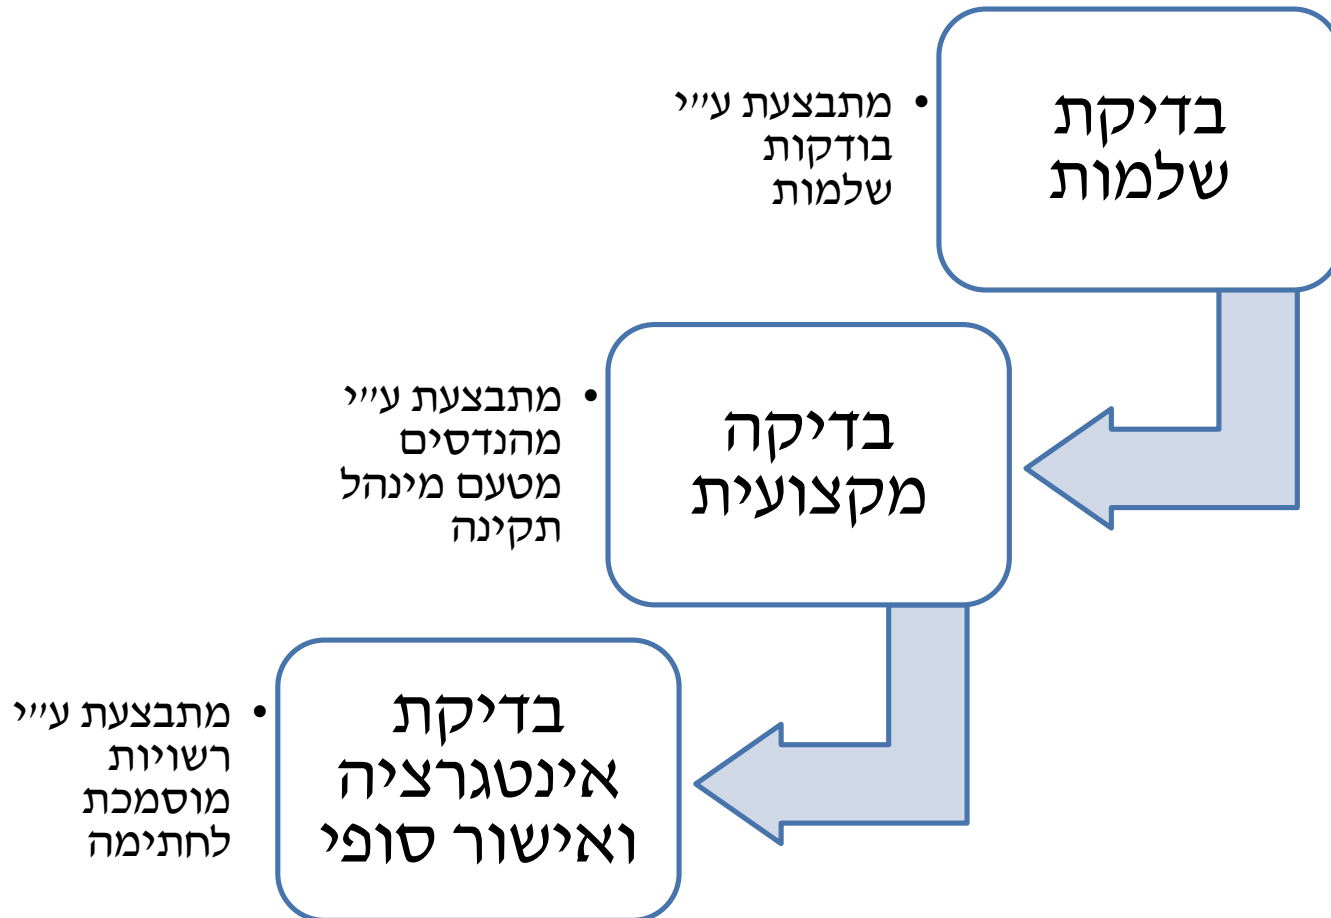 בדיקת
שלמות
• מתבצעת ע״י
בודקות
שלמות
בדיקה
מקצועית
• מתבצעת ע״י
מהנדסים
מטעם מינהל
תקינה
בדיקת
אינטגרציה
ואישור סופי
• מתבצעת ע״י
רשויות
מוסמכת
לחתימה